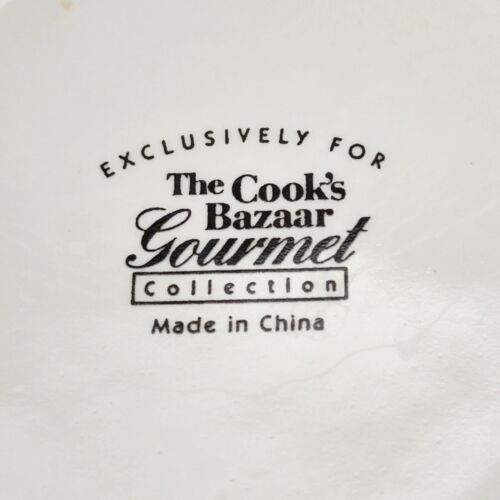 EXCLUSIVELY FOR
The Cook's
Bazaar
Gourmet
Collection
Made in China